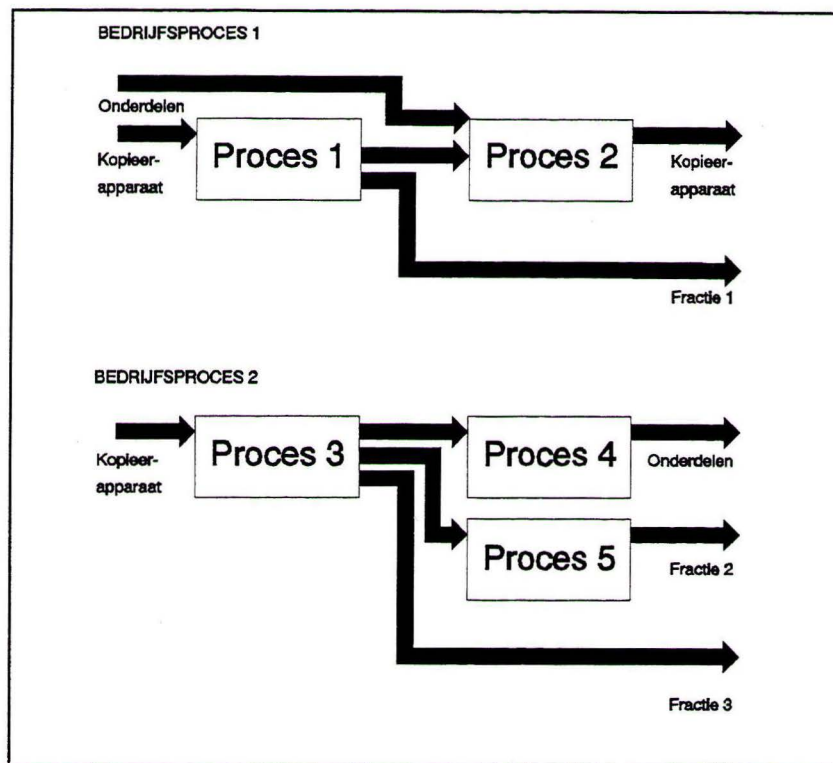 BEDRIJFSPROCES 1
Onderdelen
Kopieer-
apparaat
Proces 1
Proces 2
Kopieer-
apparaat
Fractie 1
BEDRIJFSPROCES 2
Kopieer-
apparaat
Proces 3
Proces 4
Onderdelen
Proces 5
Fractie 2
Fractie 3